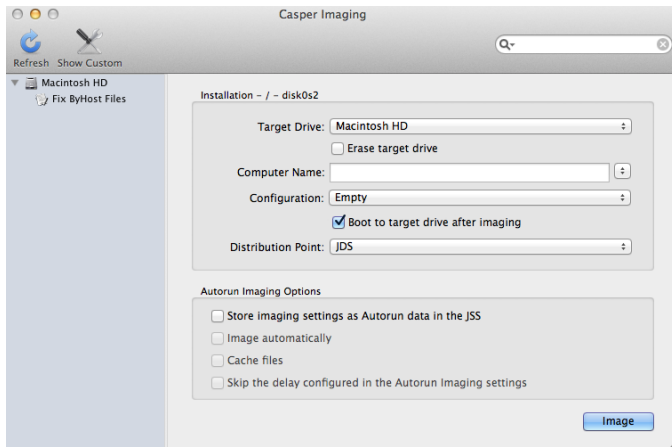 Casper Imaging
Refresh Show Custom
Macintosh HD
Fix ByHost Files
Installation - / - disk0s2
Target Drive: Macintosh HD
Erase target drive
Computer Name:
Configuration: Empty
Boot to target drive after imaging
Distribution Point: JDS
Autorun Imaging Options
Store imaging settings as Autorun data in the JSS
Image automatically
Cache files
Skip the delay configured in the Autorun Imaging settings
Image